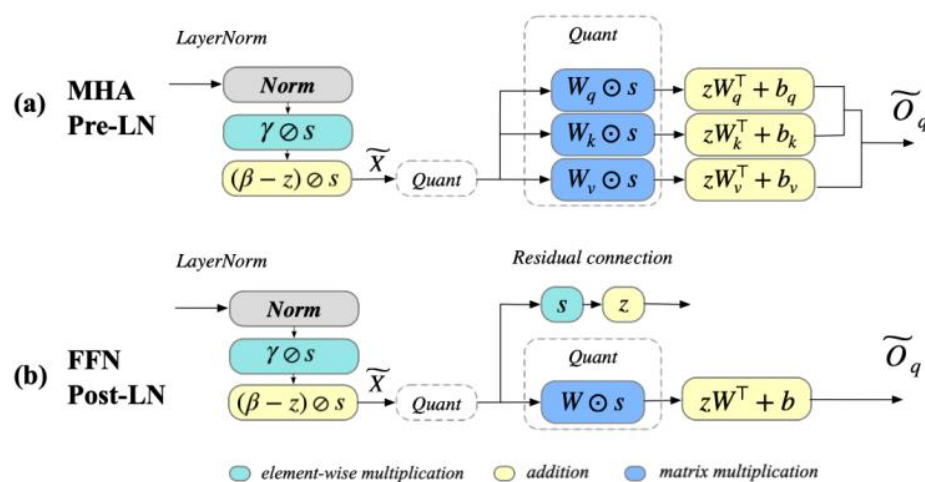 LayerNorm
Quant
(a) MHA
Pre-LN
Norm
γ ⊘ s
(β − z) ⊘ s
X̃
Quant
W_q ⊙ s
W_k ⊙ s
W_v ⊙ s
zW_q^⊤ + b_q
zW_k^⊤ + b_k
zW_v^⊤ + b_v
Õ_q
LayerNorm
Residual connection
(b) FFN
Post-LN
Norm
γ ⊘ s
(β − z) ⊘ s
X̃
Quant
s
z
Quant
W ⊙ s
zW^⊤ + b
Õ_q
element-wise multiplication addition matrix multiplication